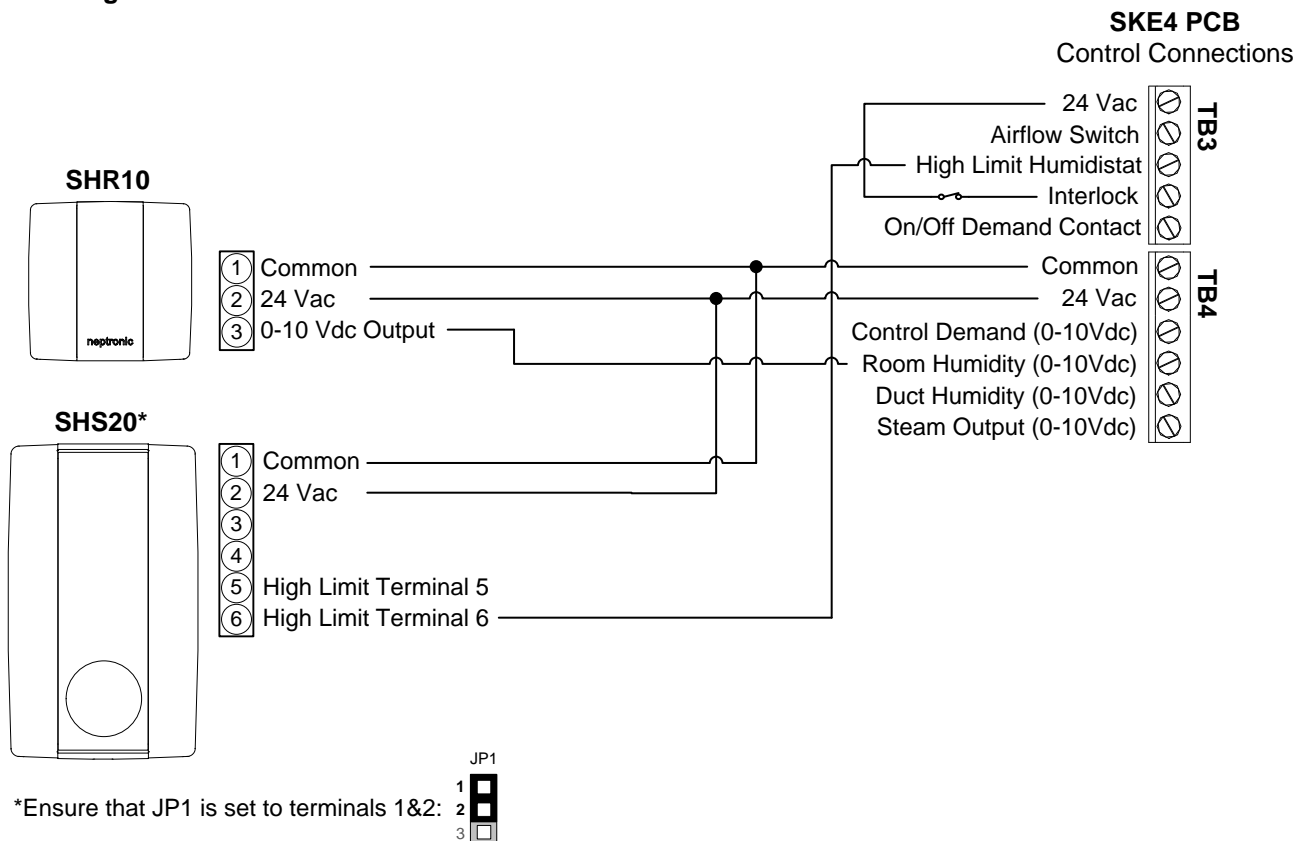 SKE4 PCB
Control Connections
24 Vac
Airflow Switch
High Limit Humidistat
Interlock
On/Off Demand Contact
TB3
Common
24 Vac
Control Demand (0-10Vdc)
Room Humidity (0-10Vdc)
Duct Humidity (0-10Vdc)
Steam Output (0-10Vdc)
TB4
SHR10
neptronic
1 Common
2 24 Vac
3 0-10 Vdc Output
SHS20*
1 Common
2 24 Vac
3
4
5 High Limit Terminal 5
6 High Limit Terminal 6
JP1
1
*Ensure that JP1 is set to terminals 1&2: 2
3